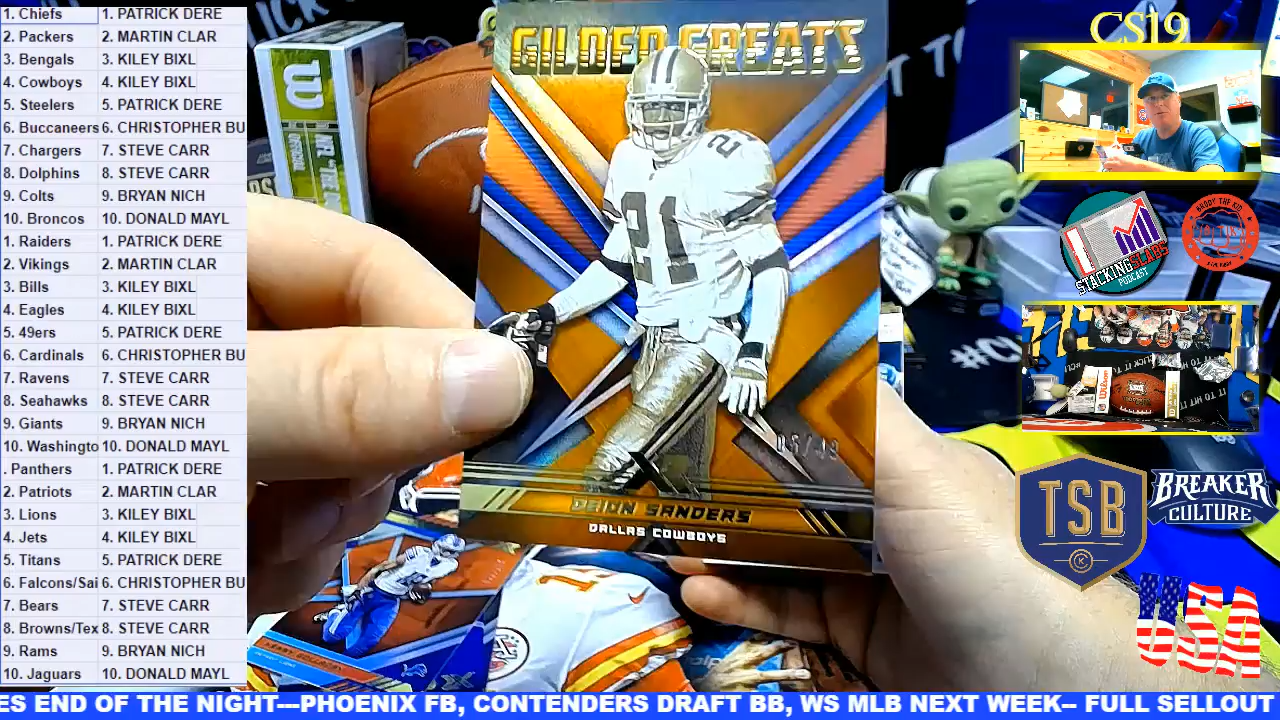 1. Chiefs 1. PATRICK DERE
2. Packers 2. MARTIN CLAR
3. Bengals 3. KILEY BIXL
4. Cowboys 4. KILEY BIXL
5. Steelers 5. PATRICK DERE
6. Buccaneers 6. CHRISTOPHER BU
7. Chargers 7. STEVE CARR
8. Dolphins 8. STEVE CARR
9. Colts 9. BRYAN NICH
10. Broncos 10. DONALD MAYL
1. Raiders 1. PATRICK DERE
2. Vikings 2. MARTIN CLAR
3. Bills 3. KILEY BIXL
4. Eagles 4. KILEY BIXL
5. 49ers 5. PATRICK DERE
6. Cardinals 6. CHRISTOPHER BU
7. Ravens 7. STEVE CARR
8. Seahawks 8. STEVE CARR
9. Giants 9. BRYAN NICH
10. Washingto 10. DONALD MAYL
. Panthers 1. PATRICK DERE
2. Patriots 2. MARTIN CLAR
3. Lions 3. KILEY BIXL
4. Jets 4. KILEY BIXL
5. Titans 5. PATRICK DERE
6. Falcons/Sai 6. CHRISTOPHER BU
7. Bears 7. STEVE CARR
8. Browns/Tex 8. STEVE CARR
9. Rams 9. BRYAN NICH
10. Jaguars 10. DONALD MAYL
GILDED GREATS
21
21
DEION SANDERS
DALLAS COWBOYS
W
CS19
STACKING SLABS
PODCAST
BRODY THE KID
TSB
K
BREAKER
CULTURE
USA
ES END OF THE NIGHT---PHOENIX FB, CONTENDERS DRAFT BB, WS MLB NEXT WEEK-- FULL SELLOUT